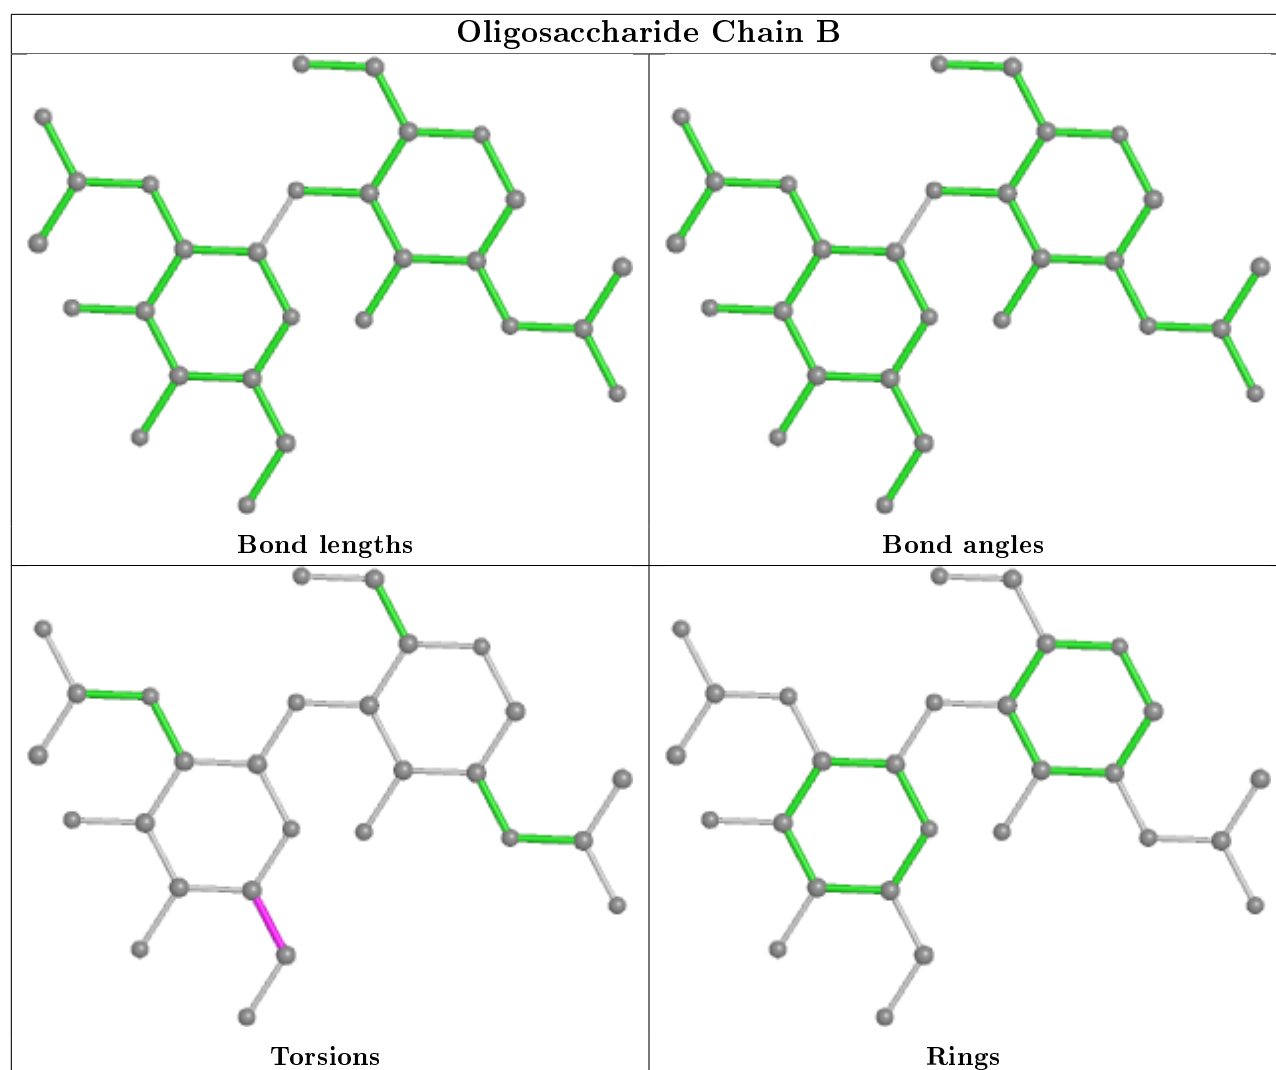 Oligosaccharide Chain B
Bond lengths
Bond angles
Torsions
Rings